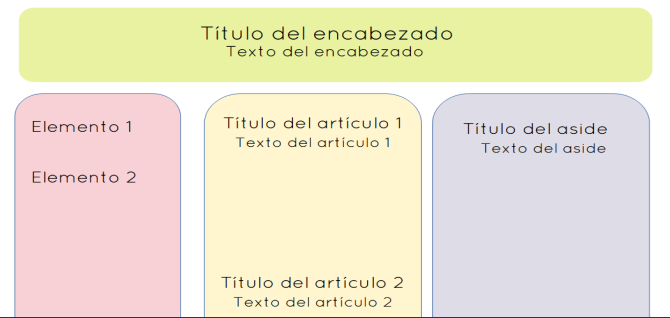 Título del encabezado
Texto del encabezado
Elemento 1
Elemento 2
Título del artículo 1
Texto del artículo 1
Título del artículo 2
Texto del artículo 2
Título del aside
Texto del aside